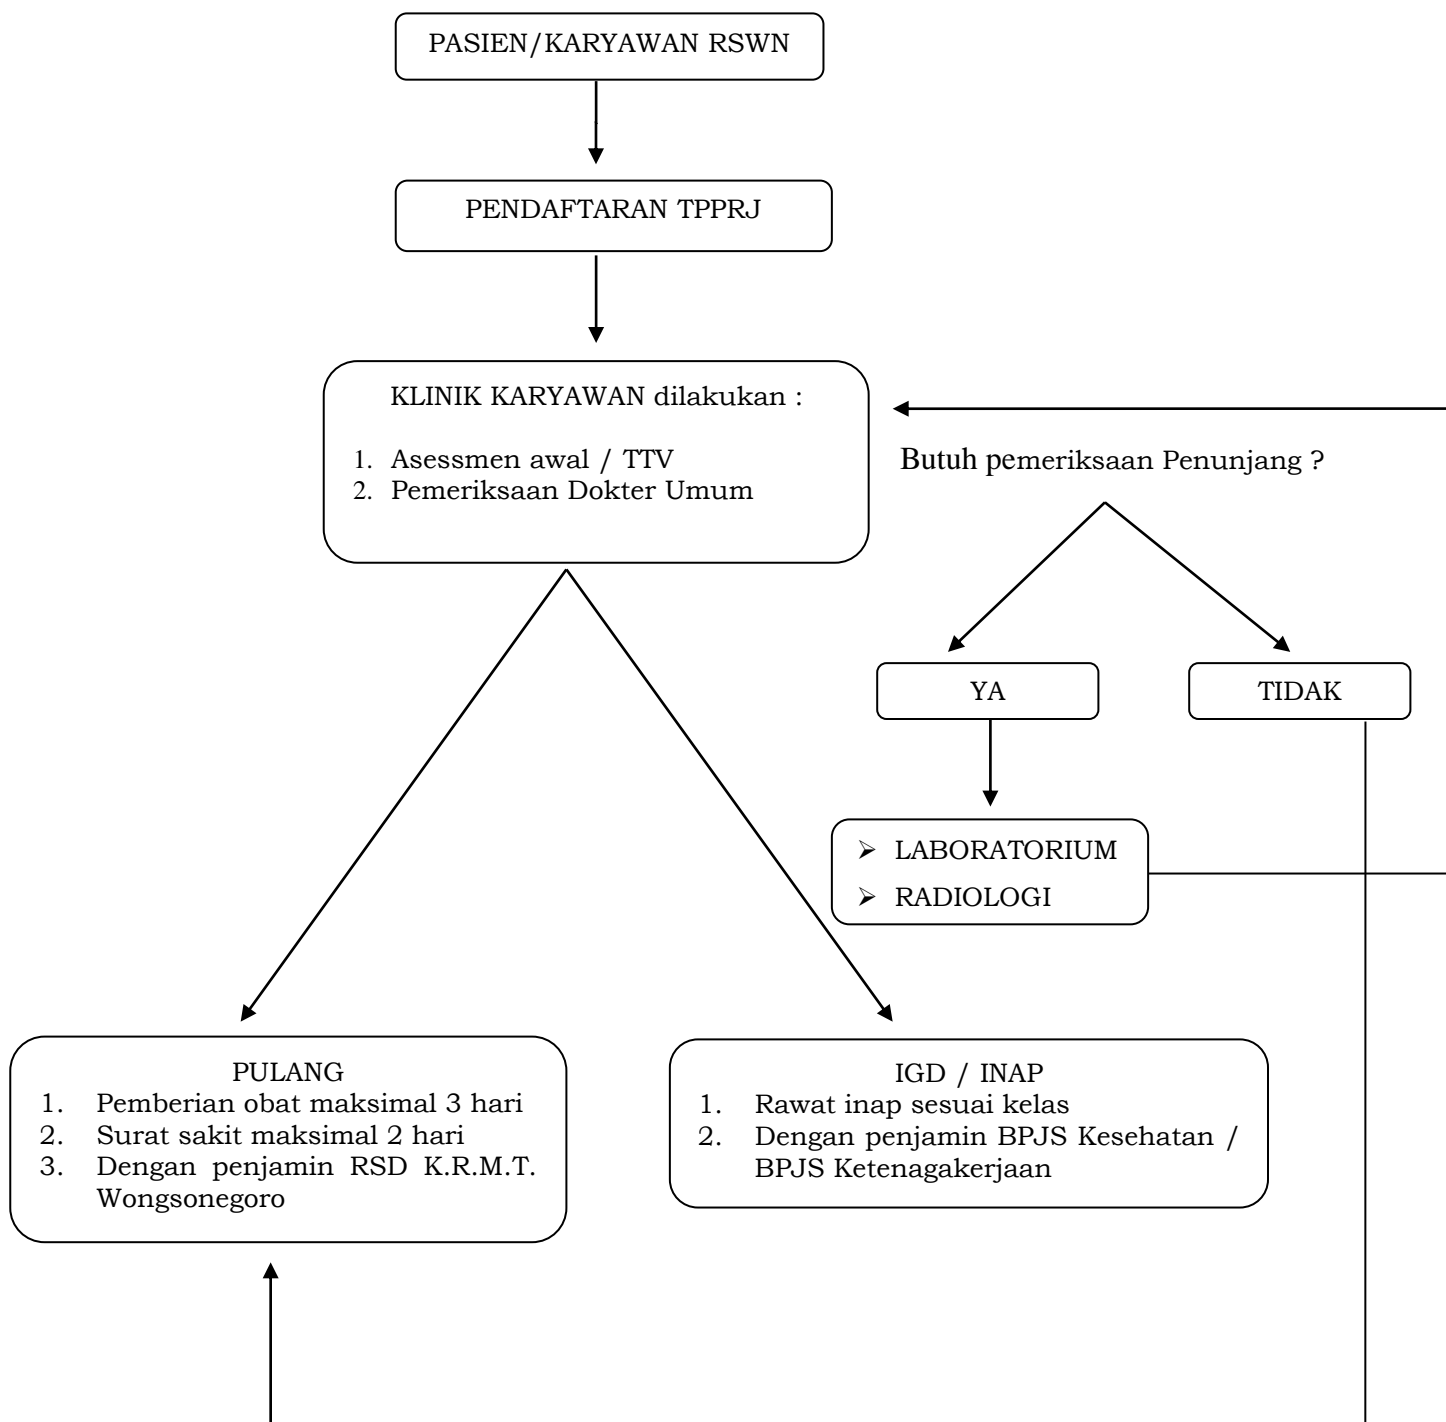 PASIEN/KARYAWAN RSWN
PENDAFTARAN TPPRJ
KLINIK KARYAWAN dilakukan :
1. Asessmen awal / TTV
2. Pemeriksaan Dokter Umum
Butuh pemeriksaan Penunjang ?
YA
TIDAK
➢ LABORATORIUM
➢ RADIOLOGI
PULANG
1. Pemberian obat maksimal 3 hari
2. Surat sakit maksimal 2 hari
3. Dengan penjamin RSD K.R.M.T.
Wongsonegoro
IGD / INAP
1. Rawat inap sesuai kelas
2. Dengan penjamin BPJS Kesehatan /
BPJS Ketenagakerjaan